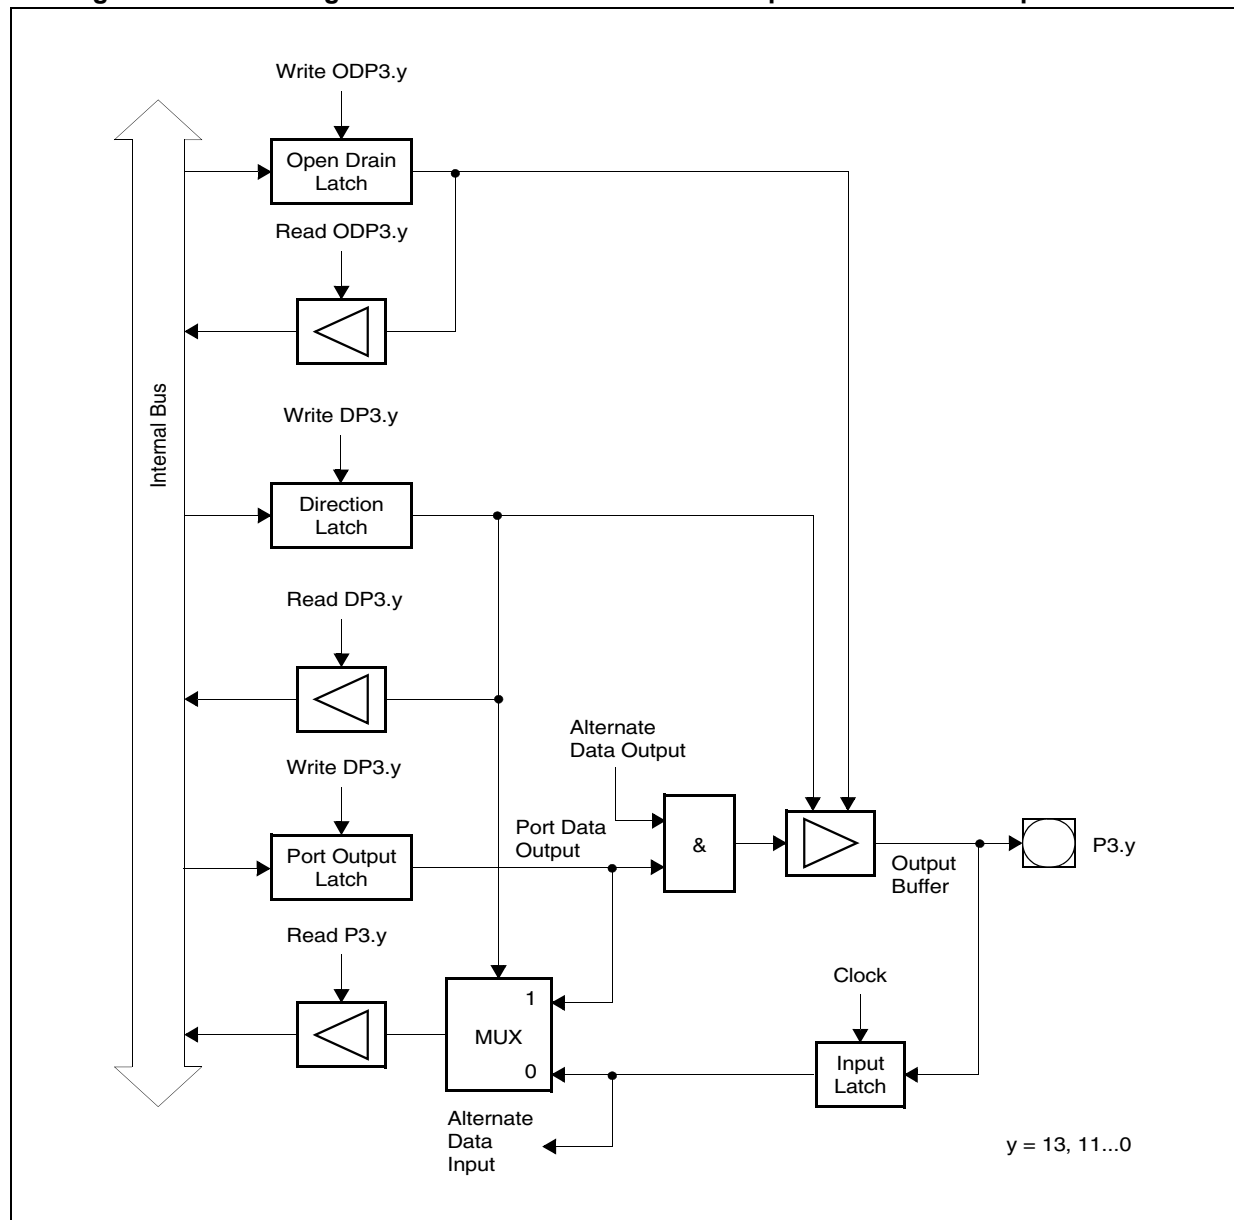 Write ODP3.y
Open Drain
Latch
Read ODP3.y
Internal Bus
Write DP3.y
Direction
Latch
Read DP3.y
Alternate
Data Output
Write DP3.y
Port Data
Output
&
Port Output
Latch
P3.y
Output
Buffer
Read P3.y
Clock
1
MUX
0
Input
Latch
Alternate
Data
Input
y = 13, 11...0